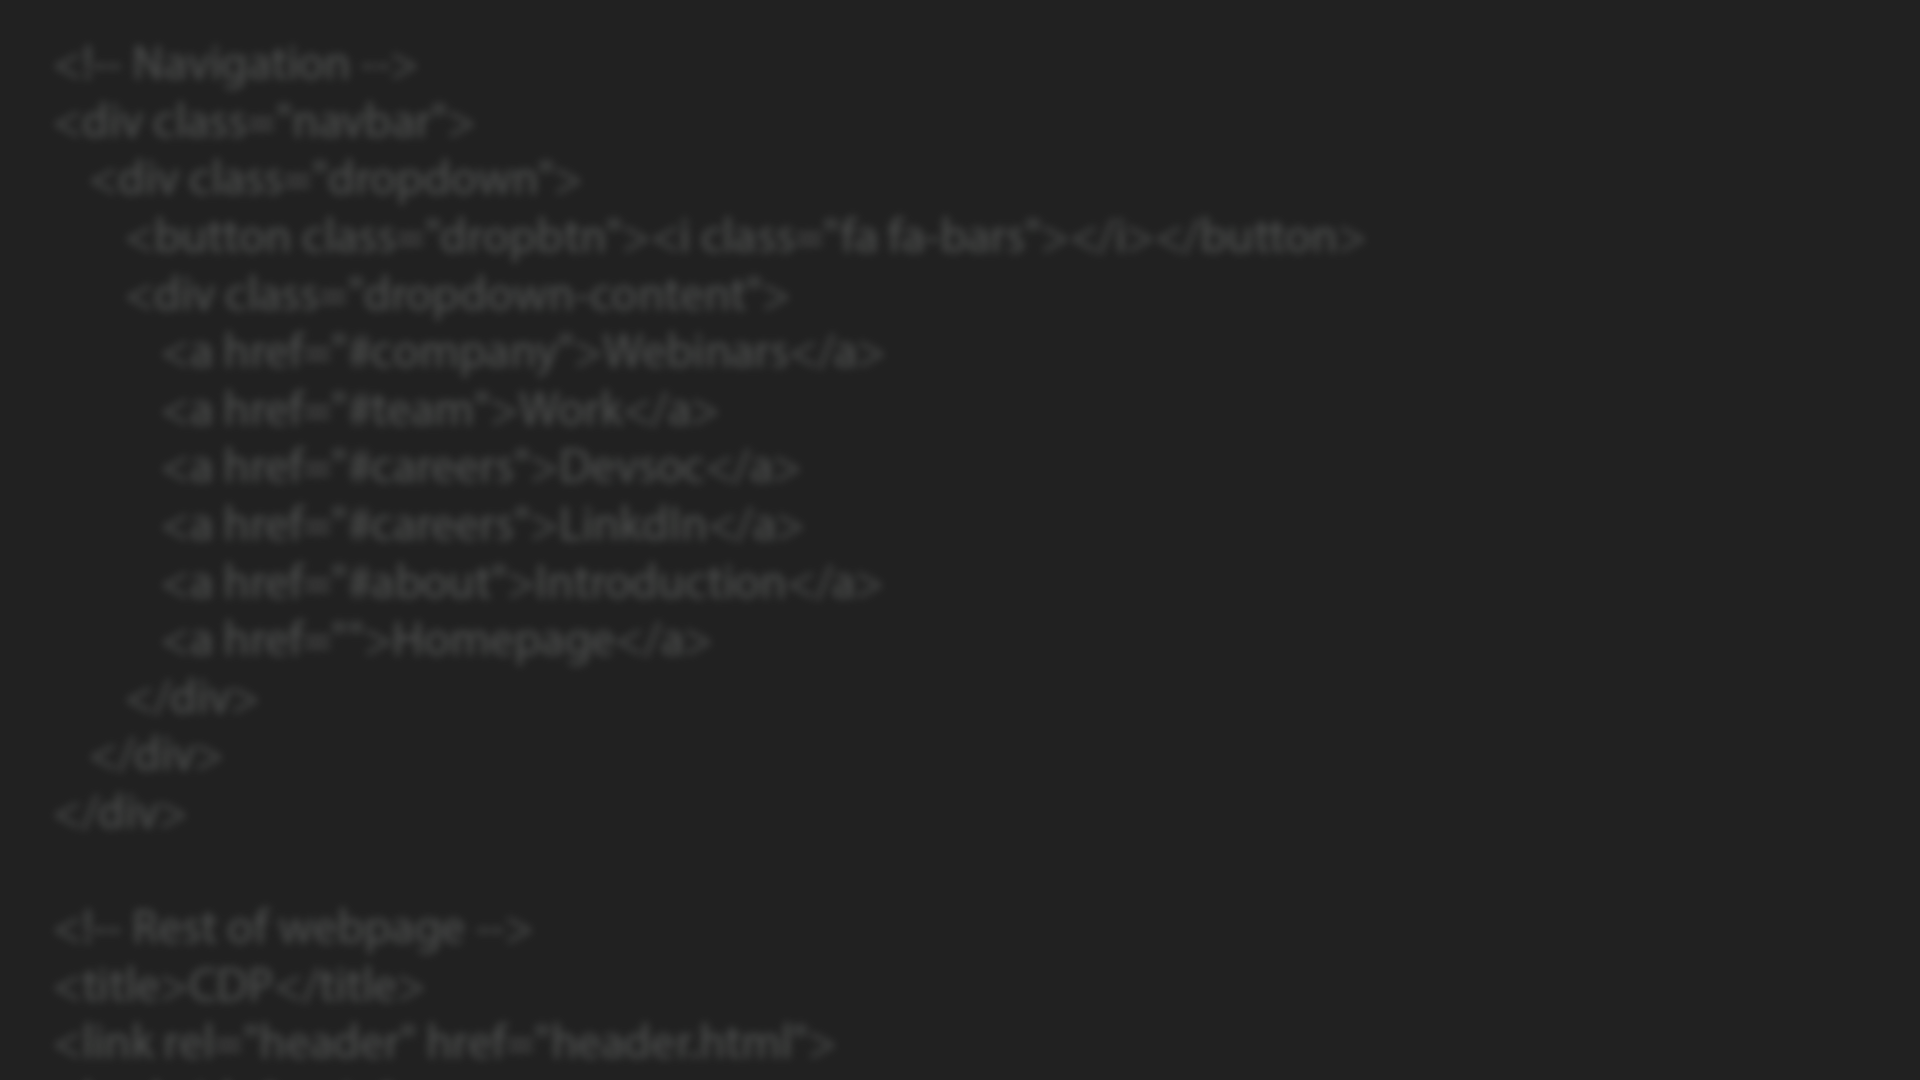 <!-- Navigation -->
<div class="navbar">
<div class="dropdown">
<button class="dropbtn"><i class="fa fa-bars"></i></button>
<div class="dropdown-content">
<a href="#company">Webinars</a>
<a href="#team">Work</a>
<a href="#careers">Devsoc</a>
<a href="#careers">LinkdIn</a>
<a href="#about">Introduction</a>
<a href="">Homepage</a>
</div>
</div>
</div>
<!-- Rest of webpage -->
<title>CDP</title>
<link rel="header" href="header.html">